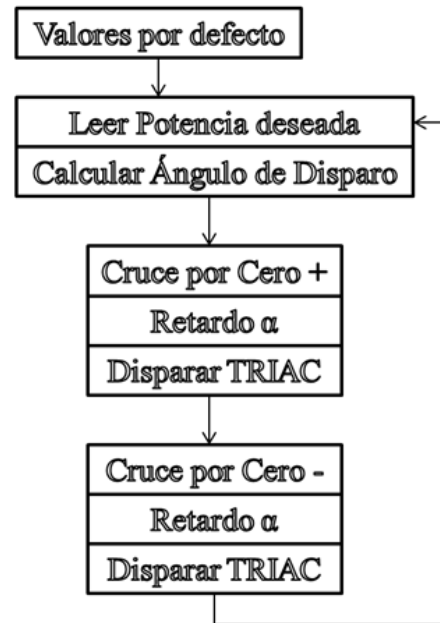 Valores por defecto
Leer Potencia deseada
Calcular Ángulo de Disparo
Cruce por Cero +
Retardo α
Disparar TRIAC
Cruce por Cero -
Retardo α
Disparar TRIAC